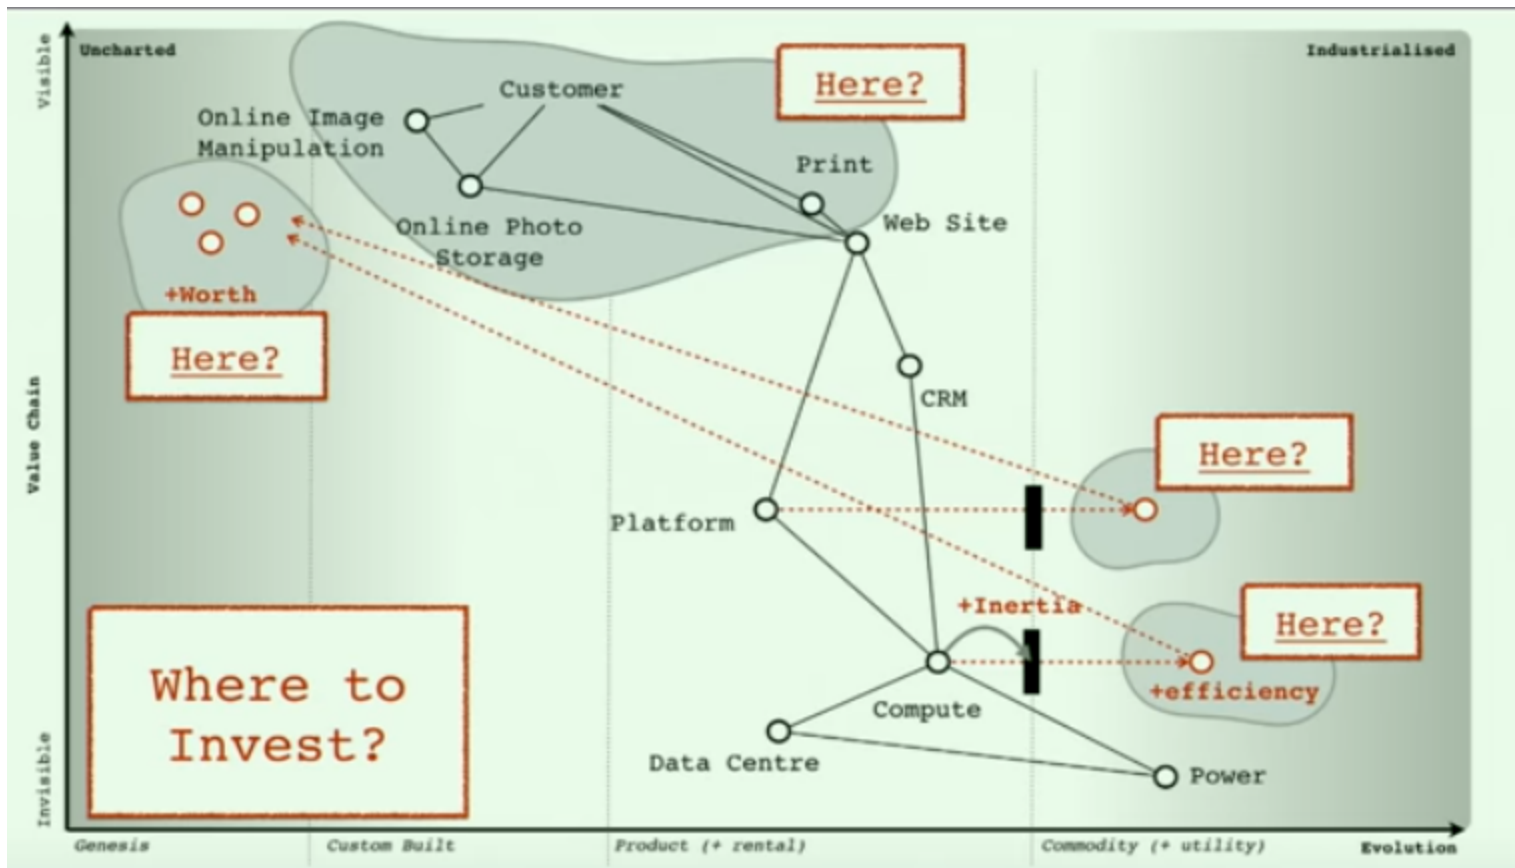 Visible
Uncharted
Industrialised
Customer
Here?
Online Image
Manipulation
Print
Online Photo
Storage
Web Site
+Worth
Here?
CRM
Value Chain
Here?
Platform
+Inertia
Here?
Where to
Invest?
+efficiency
Compute
Data Centre
Power
Invisible
Genesis
Custom Built
Product (+ rental)
Commodity (+ utility)
Evolution